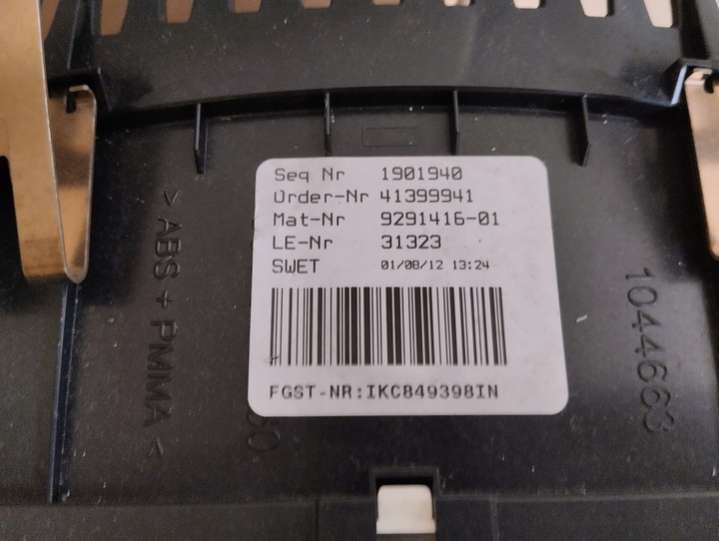 Seq Nr 1901940
Order-Nr 41399941
Mat-Nr 9291416-01
LE-Nr 31323
SWET 01/08/12 13:24
FGST-NR:IKC849398IN
> ABS + PMMA <
1044663